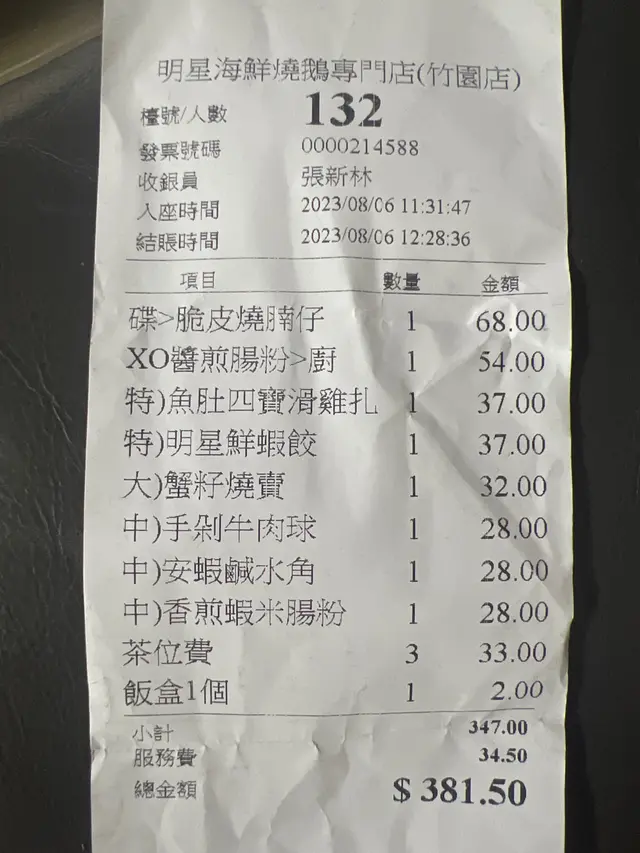 明星海鮮燒鵝專門店(竹園店)
檯號/人數 132
發票號碼 0000214588
收銀員 張新林
入座時間 2023/08/06 11:31:47
結賬時間 2023/08/06 12:28:36
項目 數量 金額
碟>脆皮燒腩仔 1 68.00
XO醬煎腸粉>廚 1 54.00
特)魚肚四寶滑雞扎 1 37.00
特)明星鮮蝦餃 1 37.00
大)蟹籽燒賣 1 32.00
中)手剁牛肉球 1 28.00
中)安蝦鹹水角 1 28.00
中)香煎蝦米腸粉 1 28.00
茶位費 3 33.00
飯盒1個 1 2.00
小計 347.00
服務費 34.50
總金額 $ 381.50